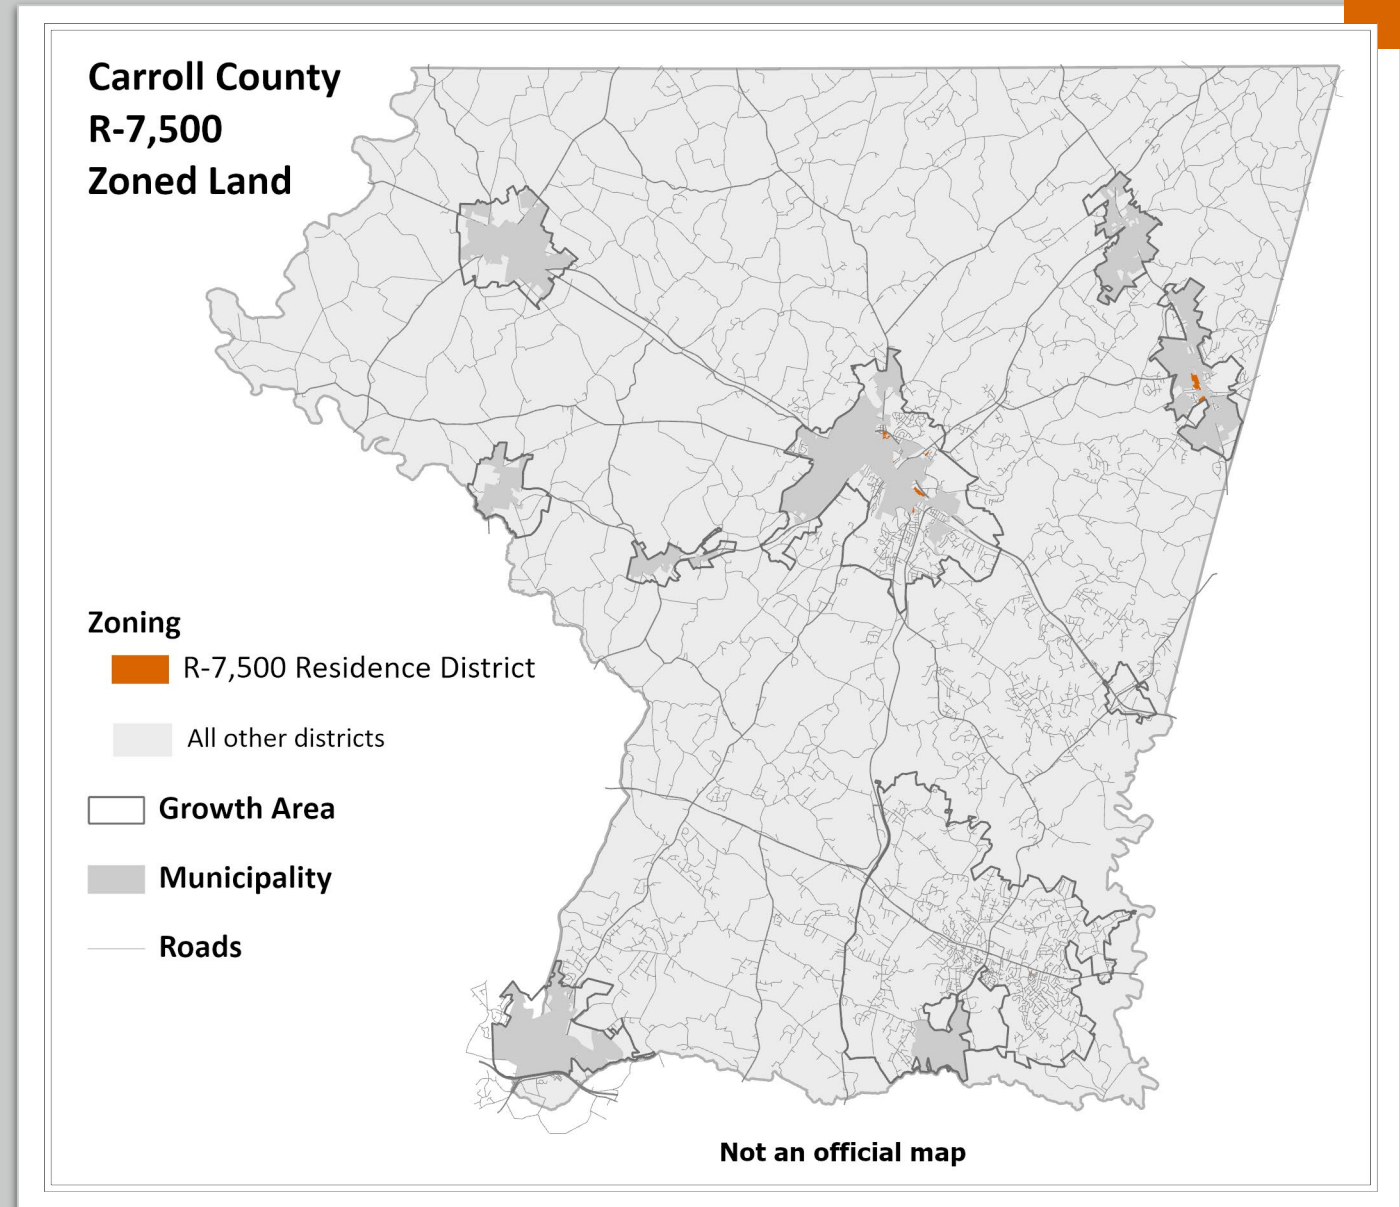 Carroll County
R-7,500
Zoned Land
Zoning
R-7,500 Residence District
All other districts
Growth Area
Municipality
Roads
Not an official map